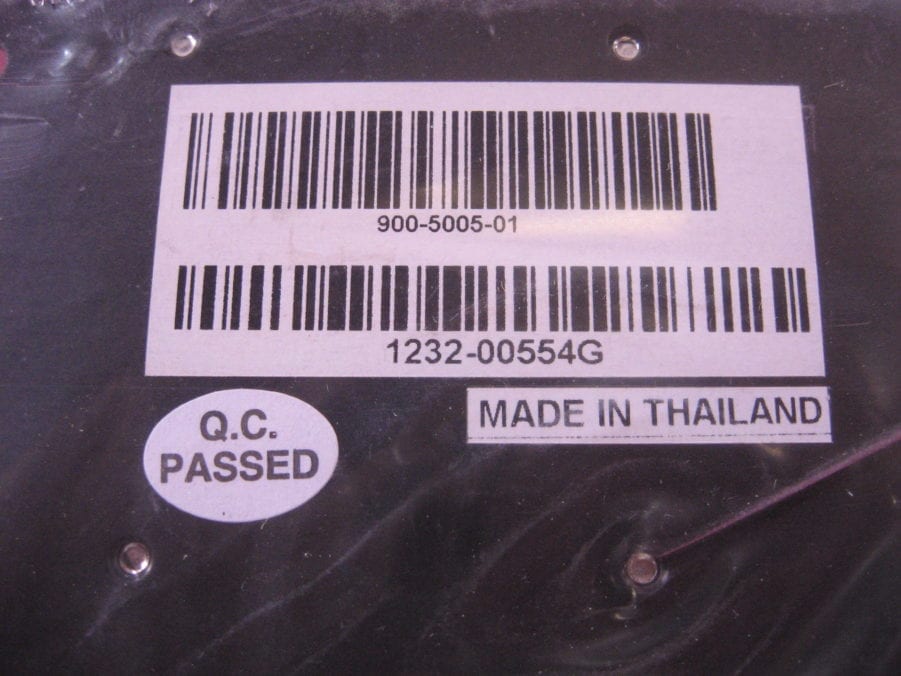 900-5005-01
1232-00554G
MADE IN THAILAND
Q.C.
PASSED